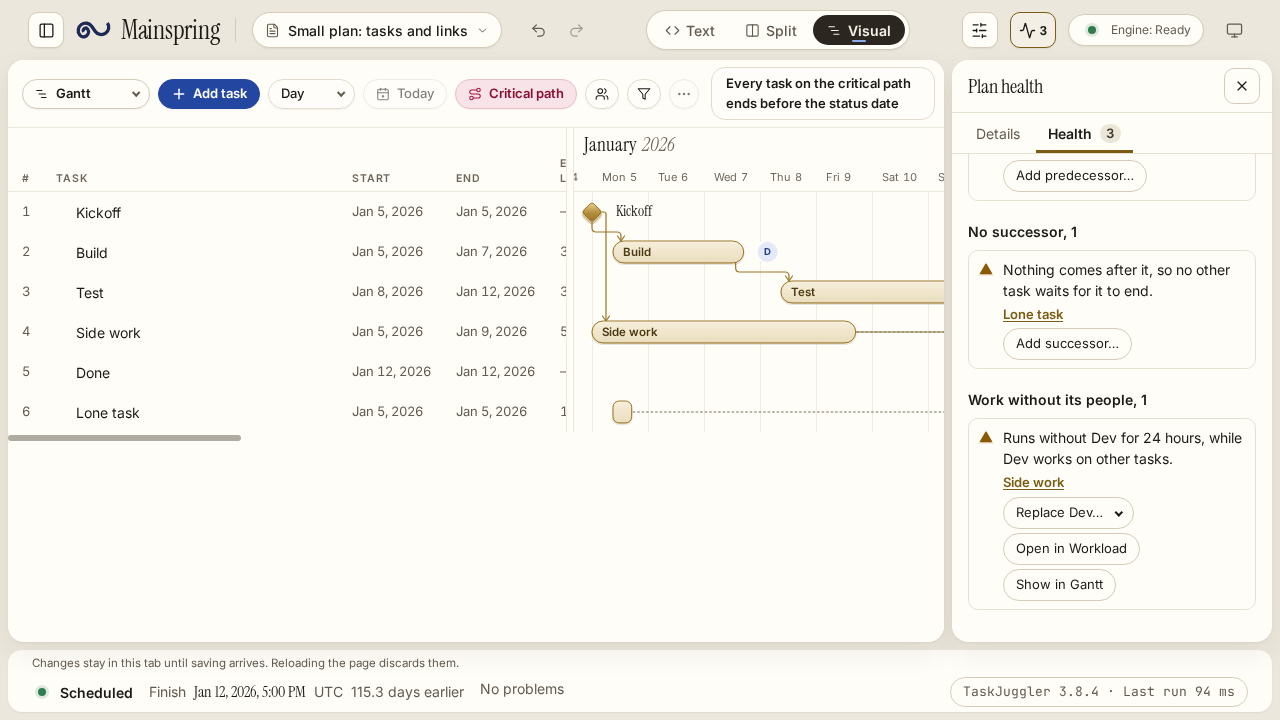 Mainspring
Small plan: tasks and links
Text
Split
Visual
3
Engine: Ready
Gantt
Add task
Day
Today
Critical path
Every task on the critical path
ends before the status date
Plan health
Details
Health 3
Add predecessor...
January 2026
# TASK START END
Mon 5 Tue 6 Wed 7 Thu 8 Fri 9 Sat 10
1 Kickoff Jan 5, 2026 Jan 5, 2026 – Kickoff
2 Build Jan 5, 2026 Jan 7, 2026 3 Build D
3 Test Jan 8, 2026 Jan 12, 2026 3 Test
4 Side work Jan 5, 2026 Jan 9, 2026 5 Side work
5 Done Jan 12, 2026 Jan 12, 2026 –
6 Lone task Jan 5, 2026 Jan 5, 2026 1
No successor, 1
Nothing comes after it, so no other
task waits for it to end.
Lone task
Add successor...
Work without its people, 1
Runs without Dev for 24 hours, while
Dev works on other tasks.
Side work
Replace Dev...
Open in Workload
Show in Gantt
Changes stay in this tab until saving arrives. Reloading the page discards them.
Scheduled Finish Jan 12, 2026, 5:00 PM UTC 115.3 days earlier No problems
TaskJuggler 3.8.4 · Last run 94 ms